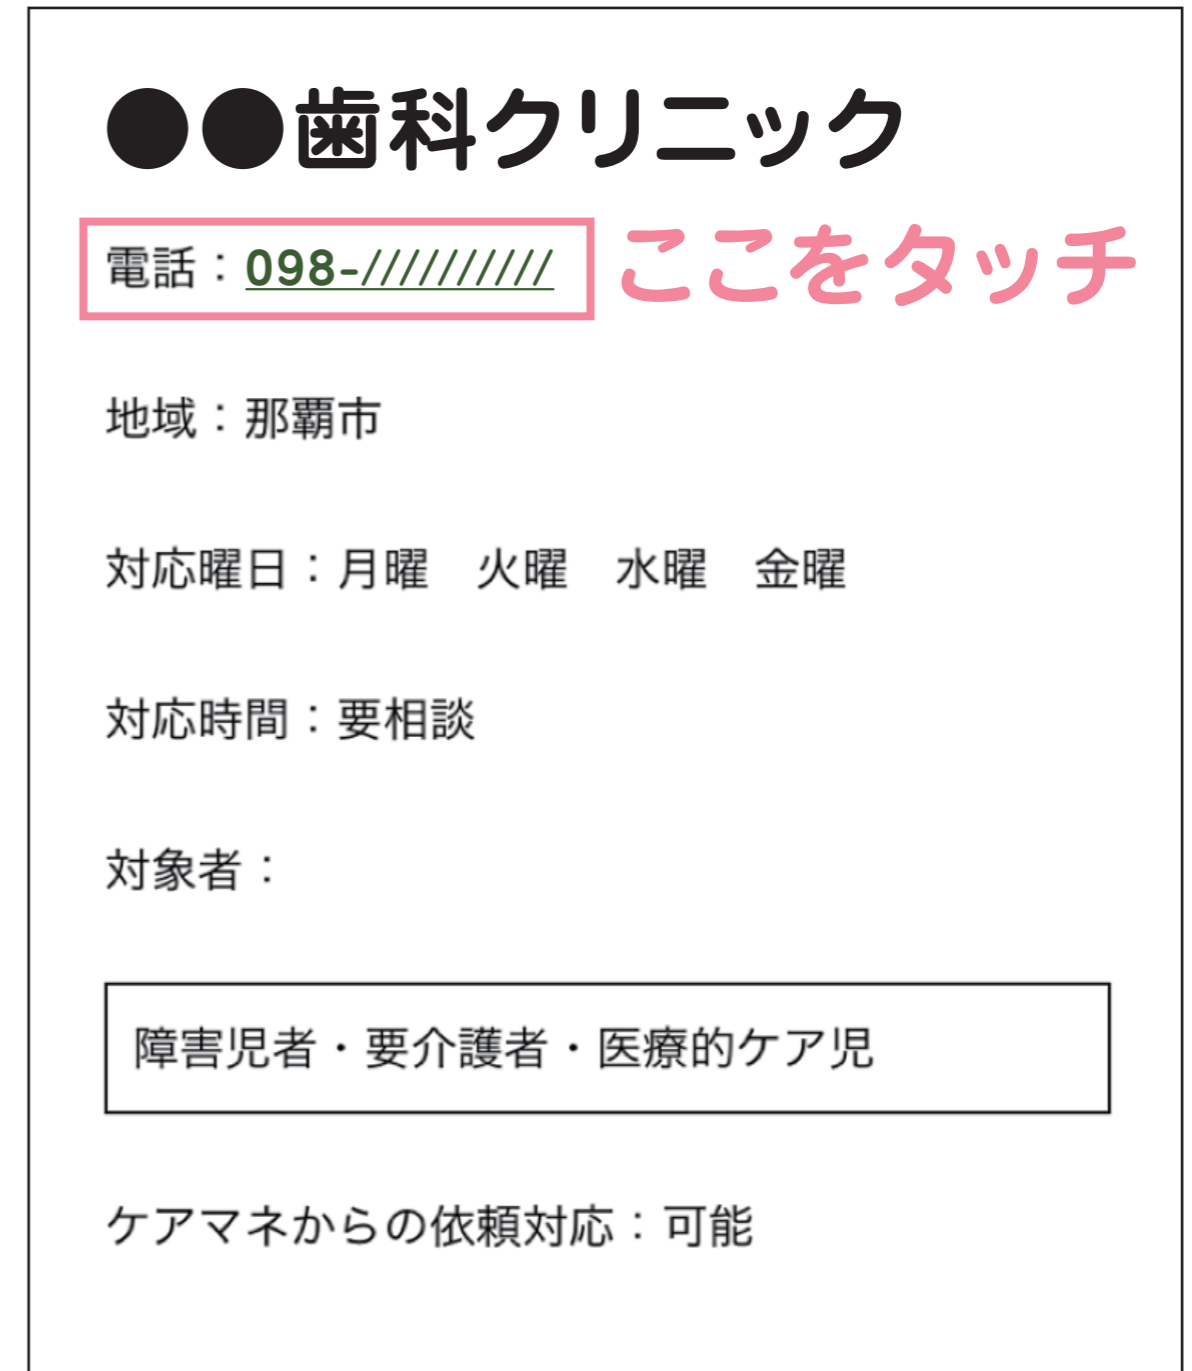 ●●歯科クリニック
電話：098-//////////
ここをタッチ
地域：那覇市
対応曜日：月曜　火曜　水曜　金曜
対応時間：要相談
対象者：
障害児者・要介護者・医療的ケア児
ケアマネからの依頼対応：可能